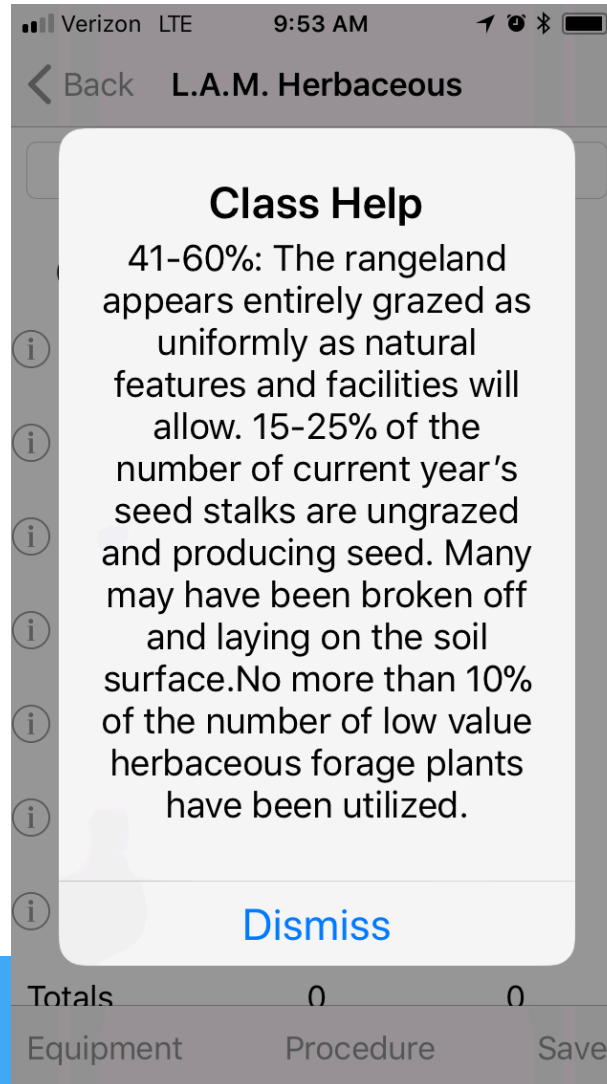 Verizon LTE 9:53 AM
Back L.A.M. Herbaceous
Class Help
41-60%: The rangeland
appears entirely grazed as
uniformly as natural
features and facilities will
allow. 15-25% of the
number of current year's
seed stalks are ungrazed
and producing seed. Many
may have been broken off
and laying on the soil
surface.No more than 10%
of the number of low value
herbaceous forage plants
have been utilized.
Dismiss
Totals 0 0
Equipment Procedure Save